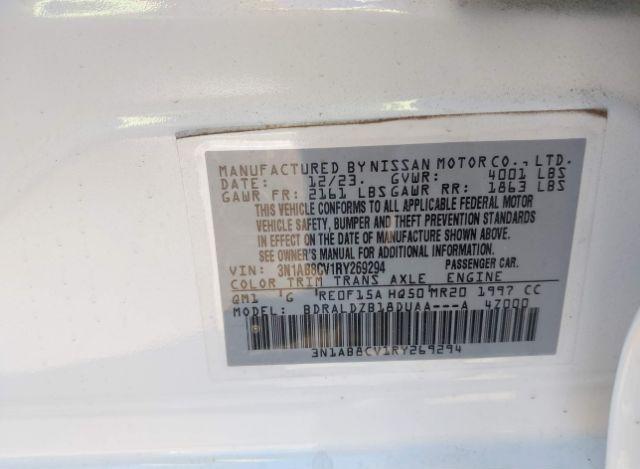 MANUFACTURED BY NISSAN MOTOR CO., LTD.
DATE: 12/23. GVWR: 4001 LBS
GAWR FR: 2161 LBS GAWR RR: 1863 LBS
THIS VEHICLE CONFORMS TO ALL APPLICABLE FEDERAL MOTOR
VEHICLE SAFETY, BUMPER AND THEFT PREVENTION STANDARDS
IN EFFECT ON THE DATE OF MANUFACTURE SHOWN ABOVE.
SEE OWNER'S MANUAL FOR ADDITIONAL INFORMATION.
VIN: 3N1AB8CV1RY269294 PASSENGER CAR.
COLOR TRIM TRANS AXLE ENGINE
QM1 G RE0F15A HQ50 MR20 1997 CC
MODEL: BDRALDZB18DUAA---A 47000
3N1AB8CV1RY269294